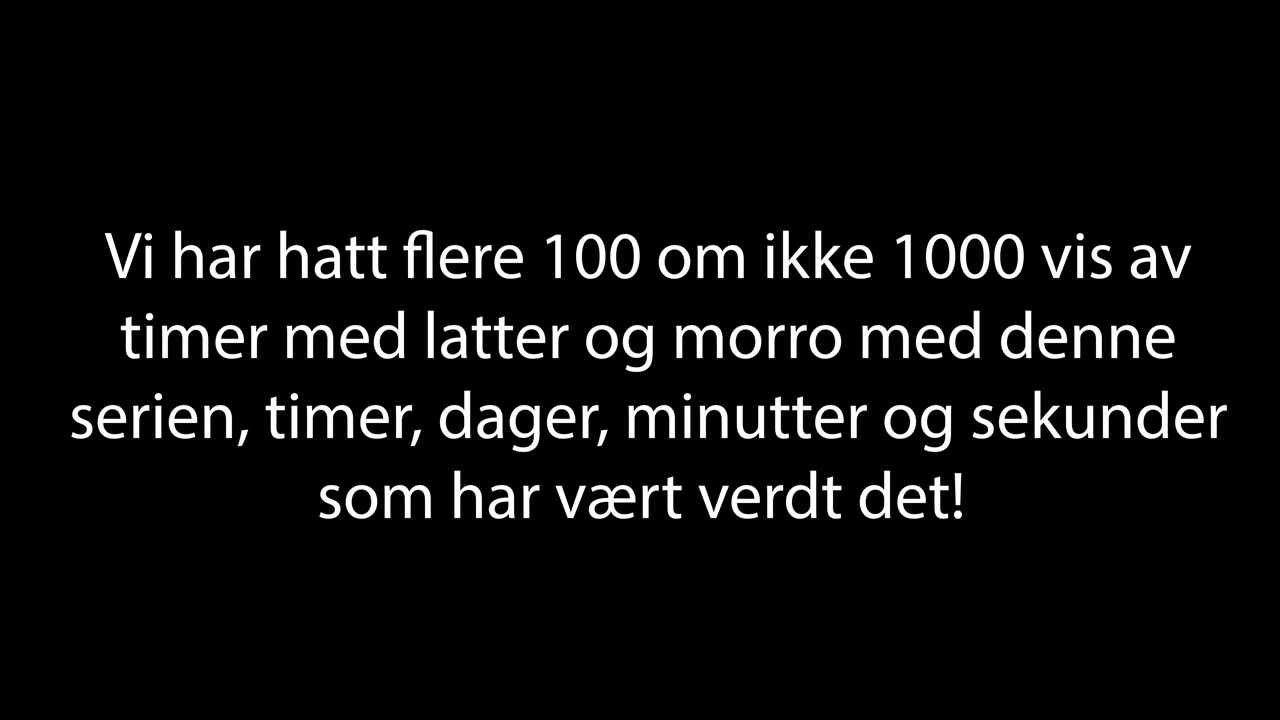 Vi har hatt flere 100 om ikke 1000 vis av
timer med latter og morro med denne
serien, timer, dager, minutter og sekunder
som har vært verdt det!